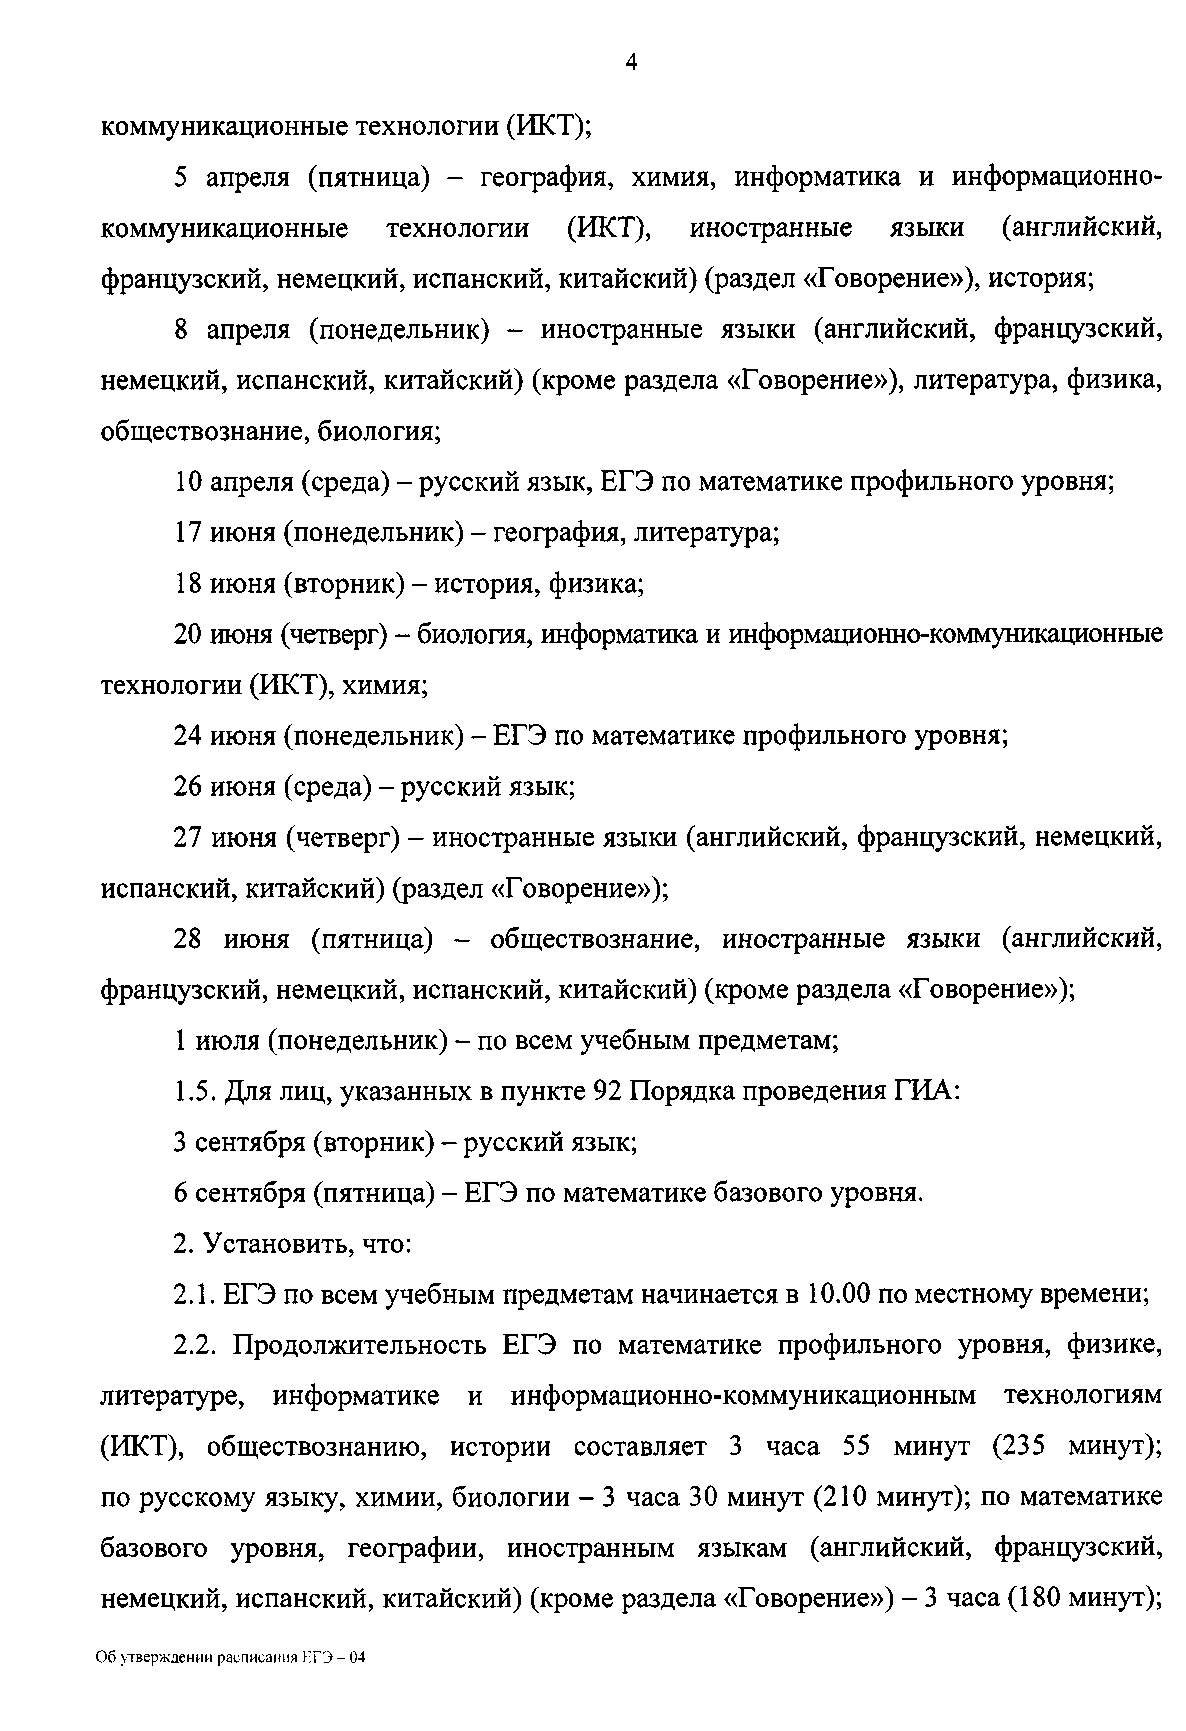 4
коммуникационные технологии (ИКТ);
5 апреля (пятница) – география, химия, информатика и информационно-
коммуникационные технологии (ИКТ), иностранные языки (английский,
французский, немецкий, испанский, китайский) (раздел «Говорение»), история;
8 апреля (понедельник) – иностранные языки (английский, французский,
немецкий, испанский, китайский) (кроме раздела «Говорение»), литература, физика,
обществознание, биология;
10 апреля (среда) – русский язык, ЕГЭ по математике профильного уровня;
17 июня (понедельник) – география, литература;
18 июня (вторник) – история, физика;
20 июня (четверг) – биология, информатика и информационно-коммуникационные
технологии (ИКТ), химия;
24 июня (понедельник) – ЕГЭ по математике профильного уровня;
26 июня (среда) – русский язык;
27 июня (четверг) – иностранные языки (английский, французский, немецкий,
испанский, китайский) (раздел «Говорение»);
28 июня (пятница) – обществознание, иностранные языки (английский,
французский, немецкий, испанский, китайский) (кроме раздела «Говорение»);
1 июля (понедельник) – по всем учебным предметам;
1.5. Для лиц, указанных в пункте 92 Порядка проведения ГИА:
3 сентября (вторник) – русский язык;
6 сентября (пятница) – ЕГЭ по математике базового уровня.
2. Установить, что:
2.1. ЕГЭ по всем учебным предметам начинается в 10.00 по местному времени;
2.2. Продолжительность ЕГЭ по математике профильного уровня, физике,
литературе, информатике и информационно-коммуникационным технологиям
(ИКТ), обществознанию, истории составляет 3 часа 55 минут (235 минут);
по русскому языку, химии, биологии – 3 часа 30 минут (210 минут); по математике
базового уровня, географии, иностранным языкам (английский, французский,
немецкий, испанский, китайский) (кроме раздела «Говорение») – 3 часа (180 минут);
Об утверждении расписания ЕГЭ – 04